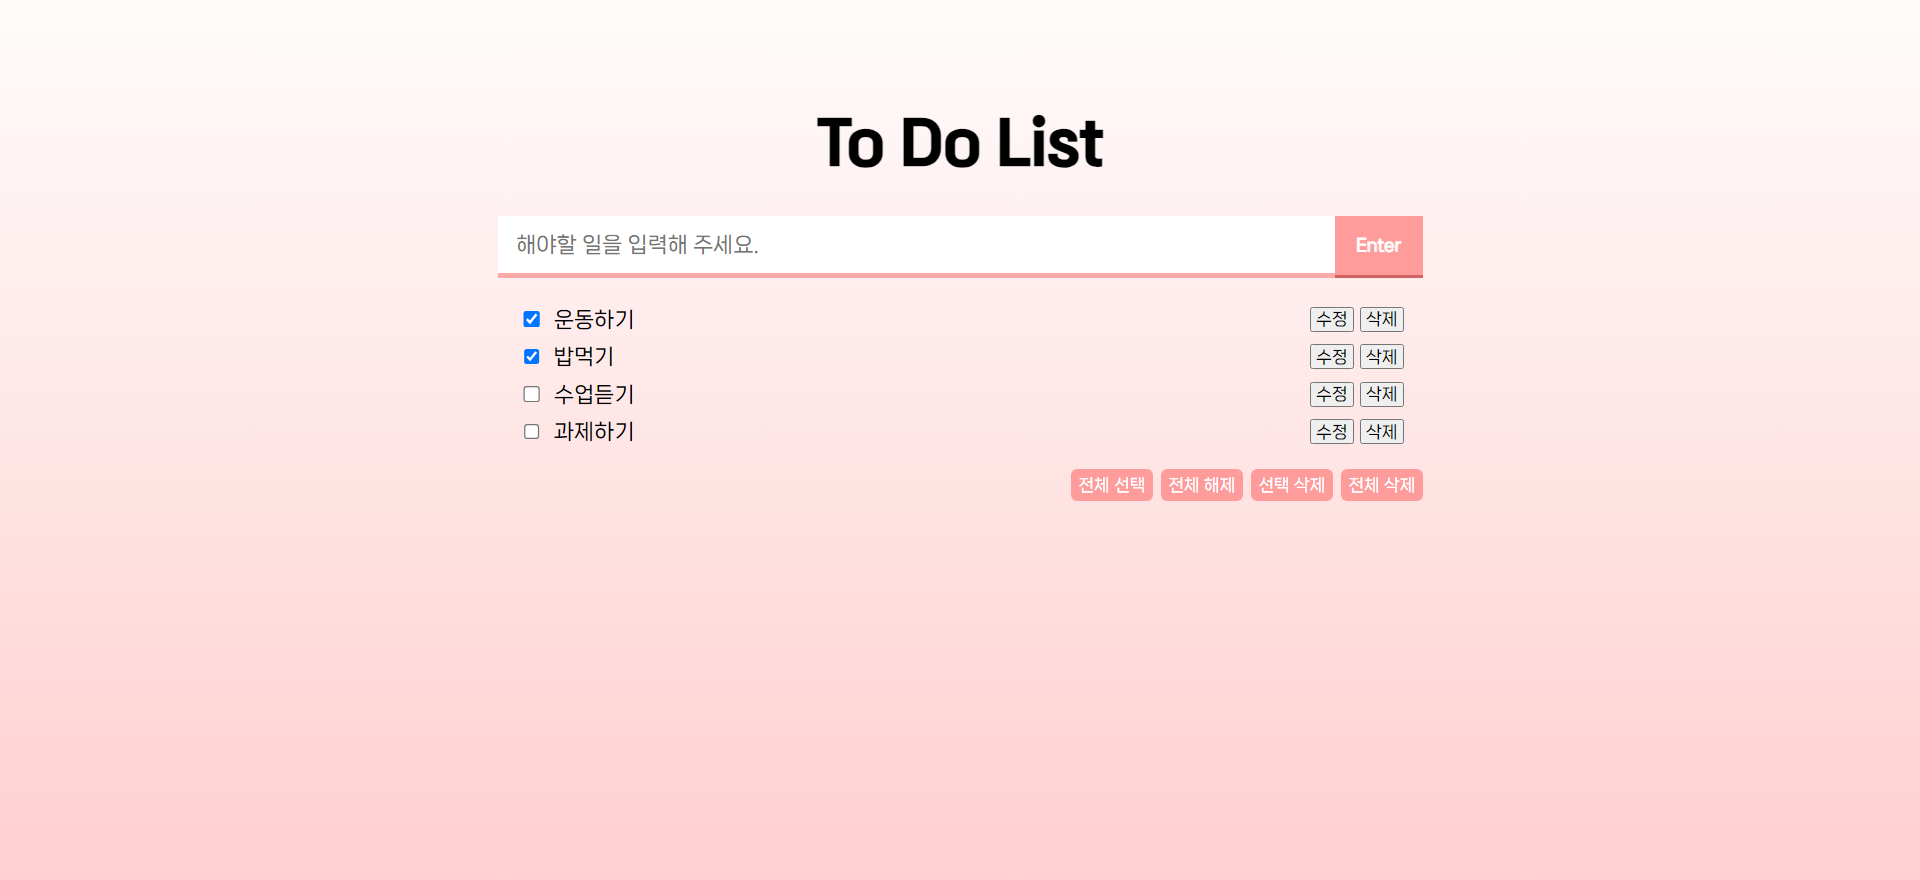 To Do List
해야할 일을 입력해 주세요. Enter
운동하기 수정 삭제
밥먹기 수정 삭제
수업듣기 수정 삭제
과제하기 수정 삭제
전체 선택 전체 해제 선택 삭제 전체 삭제